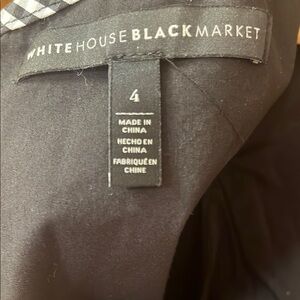 WHITE HOUSE BLACK MARKET
4
MADE IN
CHINA
HECHO EN
CHINA
FABRIQUÉ EN
CHINE